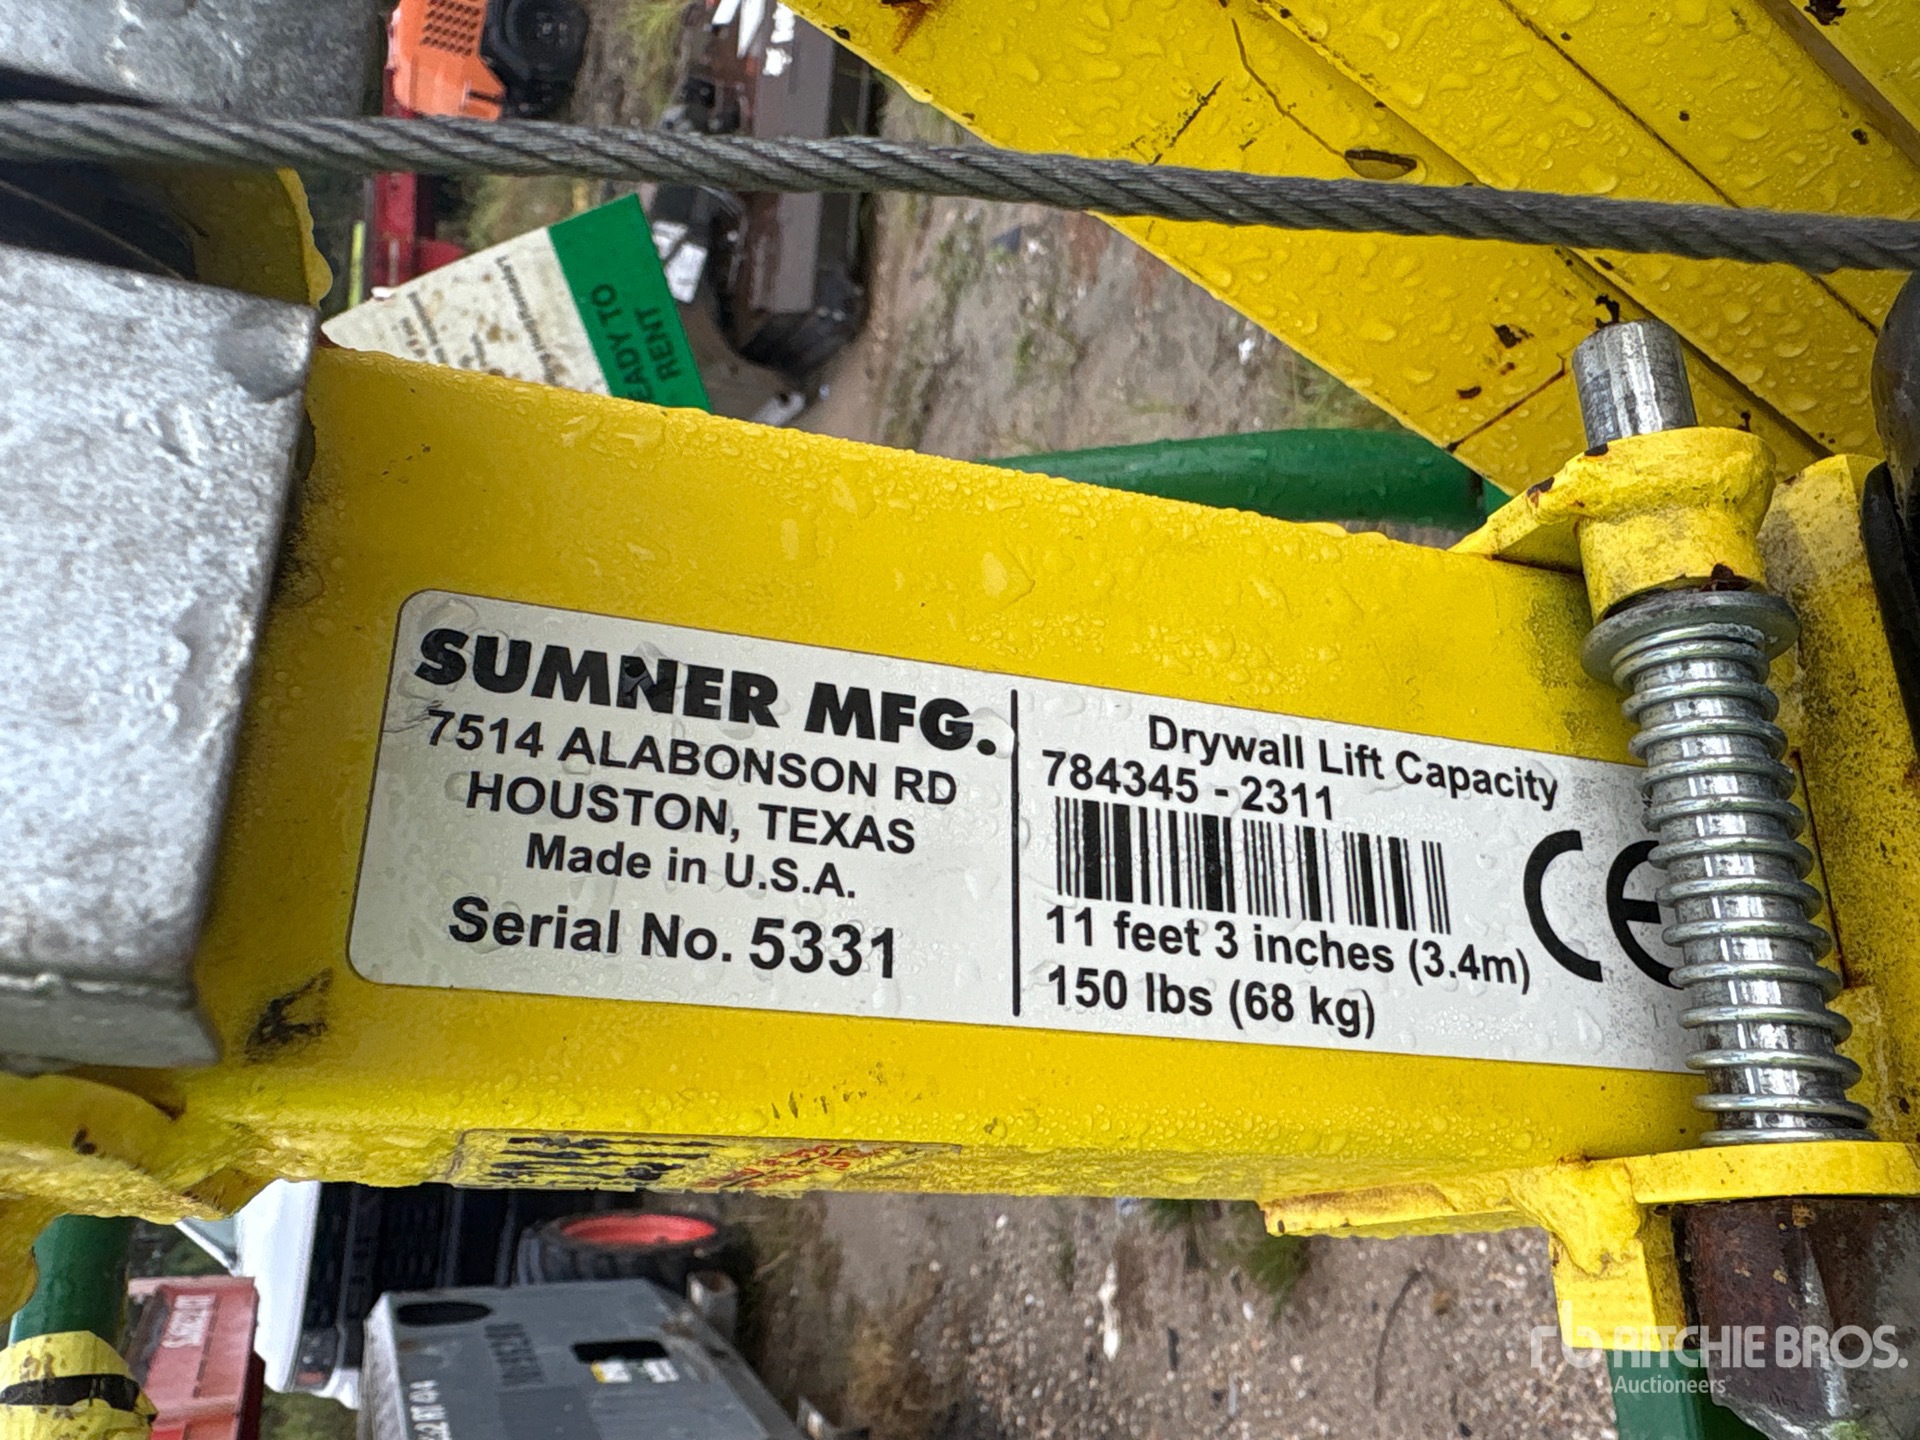 READY TO
RENT
SUMNER MFG.
7514 ALABONSON RD
HOUSTON, TEXAS
Made in U.S.A.
Serial No. 5331
Drywall Lift Capacity
784345 - 2311
11 feet 3 inches (3.4m)
150 lbs (68 kg)
CE
rb RITCHIE BROS.
Auctioneers